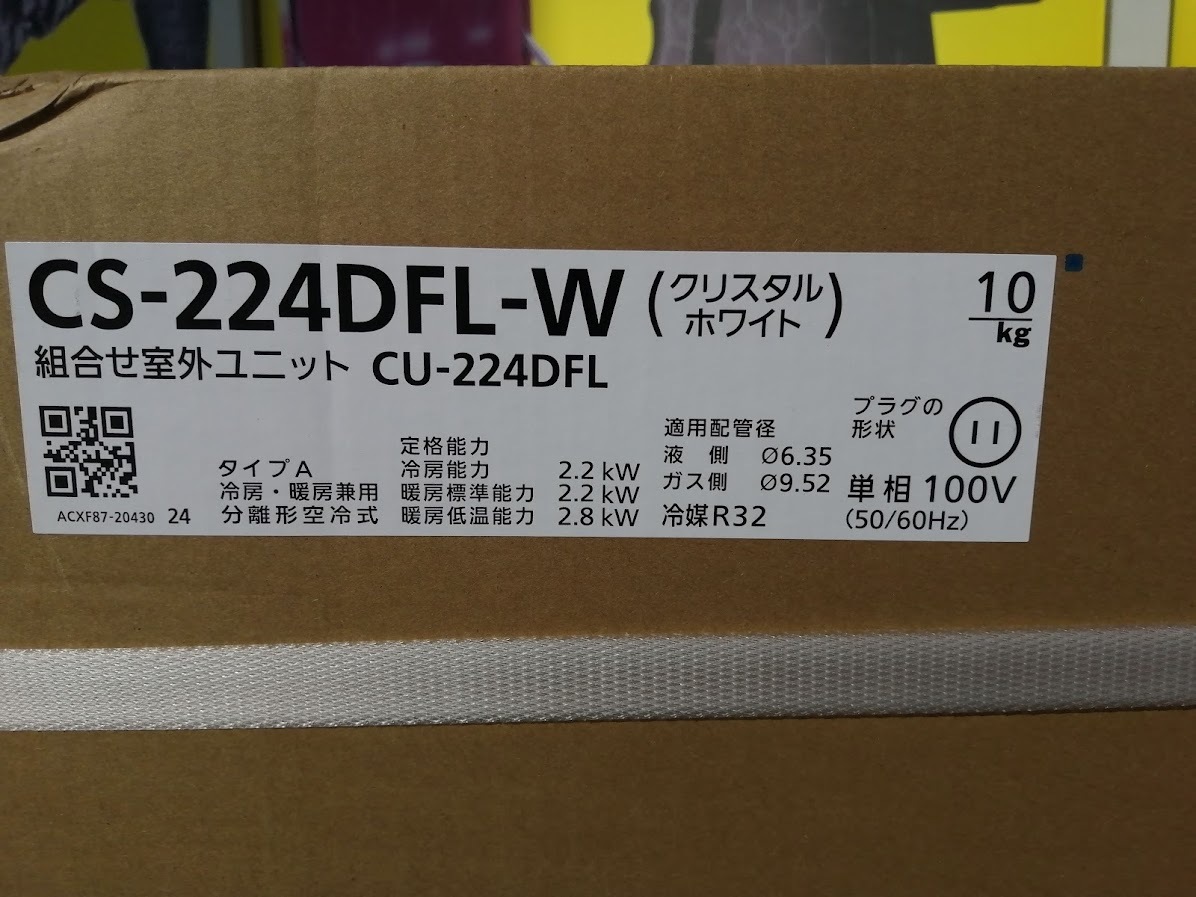 CS-224DFL-W (クリスタルホワイト)
10
kg
組合せ室外ユニット CU-224DFL
ACXF87-20430 24
タイプA
冷房・暖房兼用
分離形空冷式
定格能力
冷房能力 2.2 kW
暖房標準能力 2.2 kW
暖房低温能力 2.8 kW
適用配管径
液側 Ø6.35
ガス側 Ø9.52
冷媒R32
プラグの
形状
単相100V
(50/60Hz)